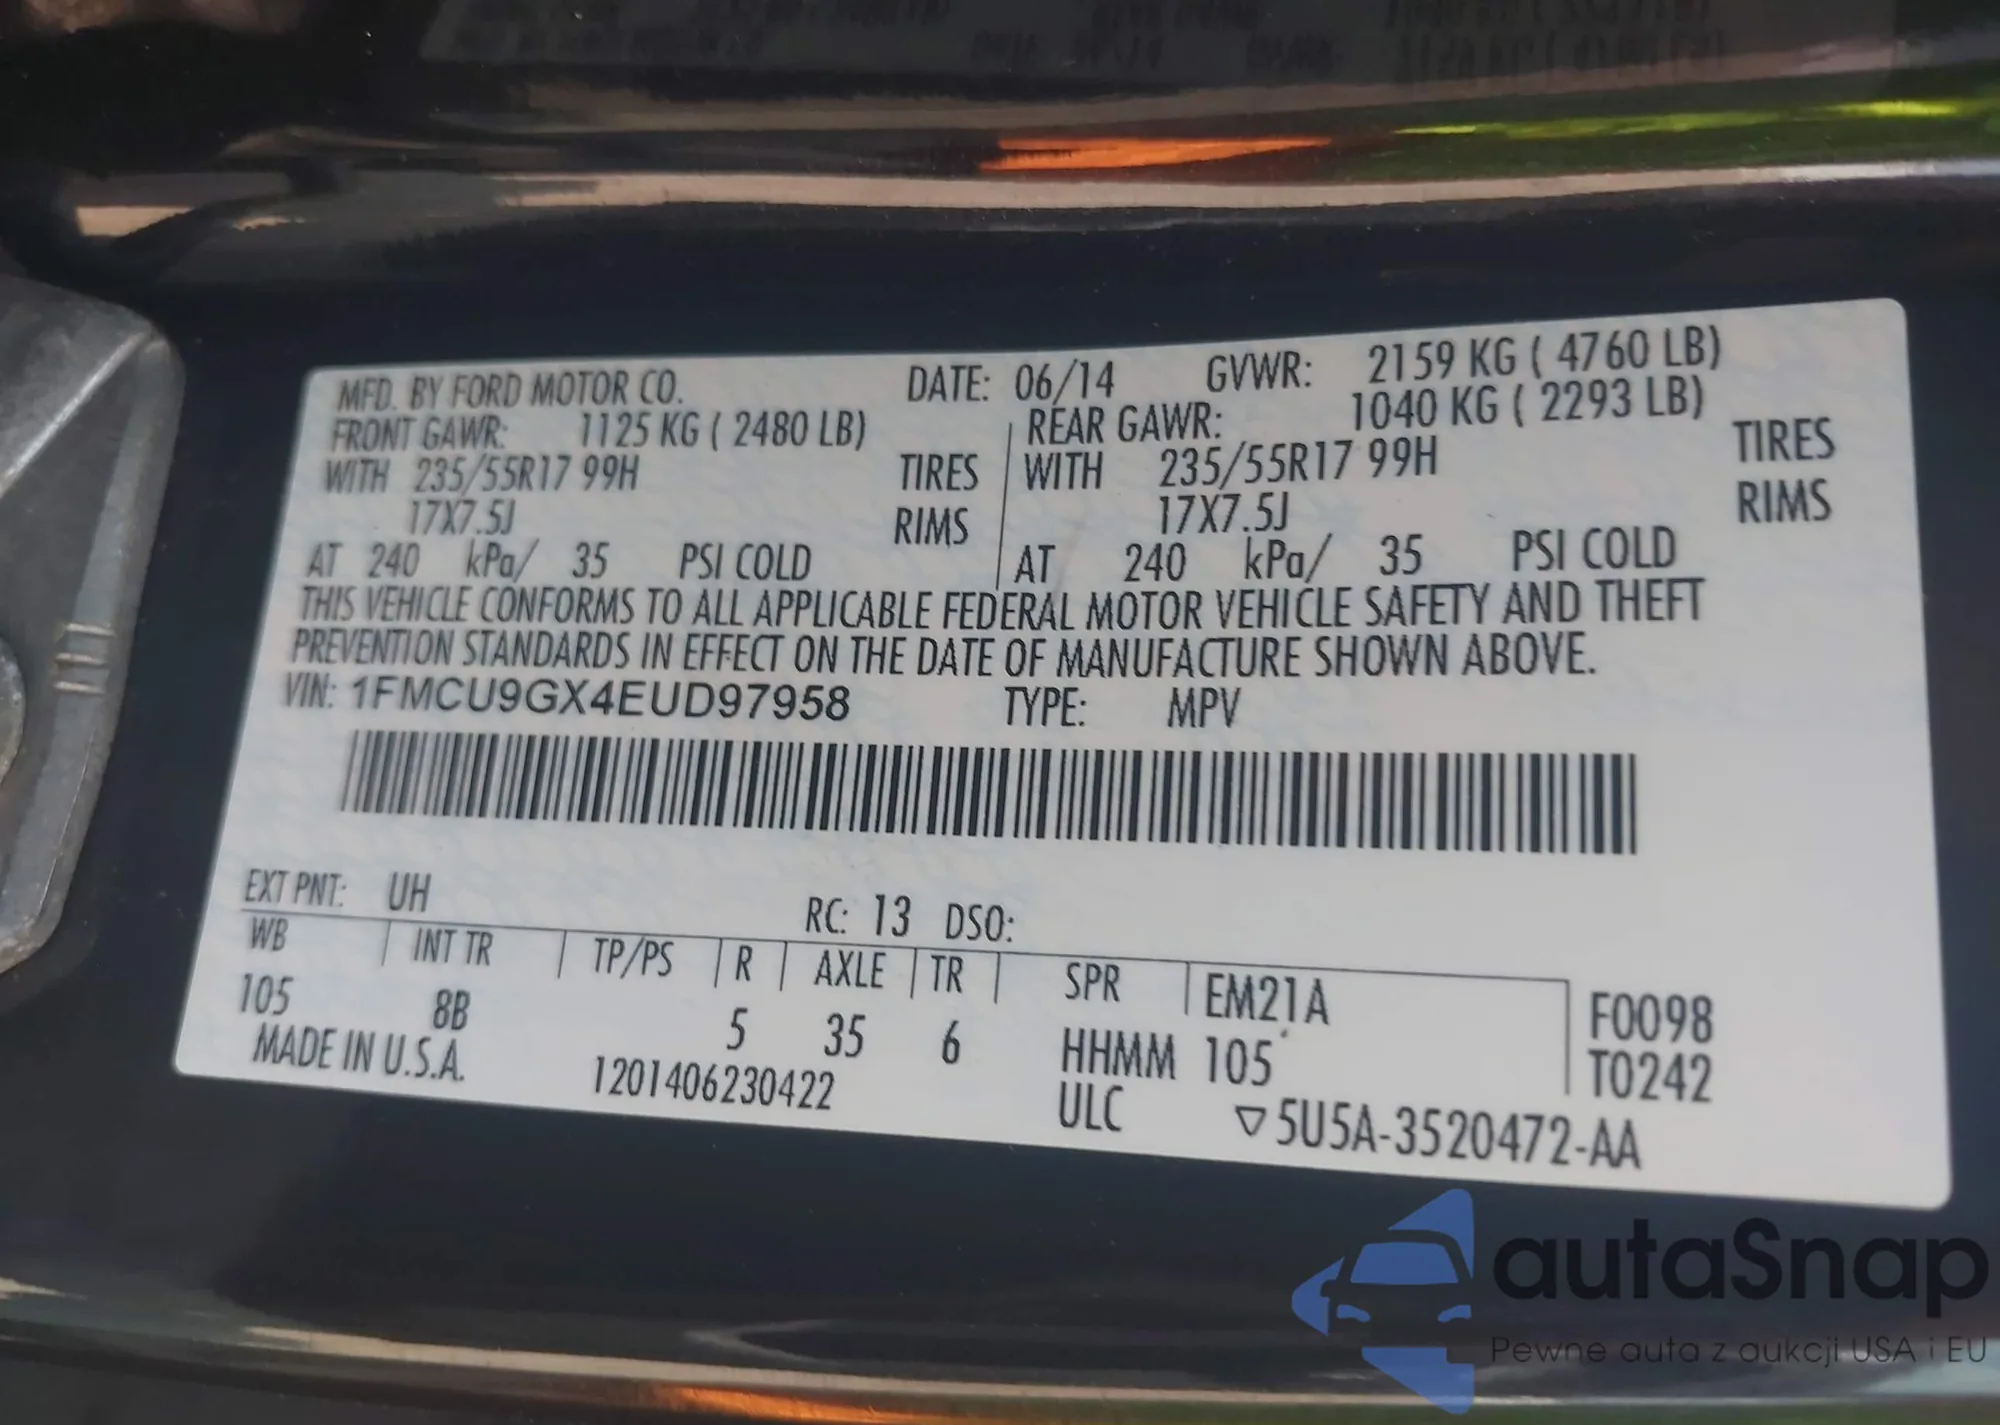 MFD. BY FORD MOTOR CO. DATE: 06/14 GVWR: 2159 KG ( 4760 LB)
FRONT GAWR: 1125 KG ( 2480 LB) REAR GAWR: 1040 KG ( 2293 LB)
WITH 235/55R17 99H TIRES WITH 235/55R17 99H TIRES
17X7.5J RIMS 17X7.5J RIMS
AT 240 kPa/ 35 PSI COLD AT 240 kPa/ 35 PSI COLD
THIS VEHICLE CONFORMS TO ALL APPLICABLE FEDERAL MOTOR VEHICLE SAFETY AND THEFT
PREVENTION STANDARDS IN EFFECT ON THE DATE OF MANUFACTURE SHOWN ABOVE.
VIN: 1FMCU9GX4EUD97958 TYPE: MPV
EXT PNT: UH RC: 13 DSO:
WB INT TR TP/PS R AXLE TR SPR EM21A F0098
105 8B 5 35 6 HHMM 105 T0242
MADE IN U.S.A. 1201406230422 ULC ▽5U5A-3520472-AA
autaSnap
Pewne auta z aukcji USA i EU